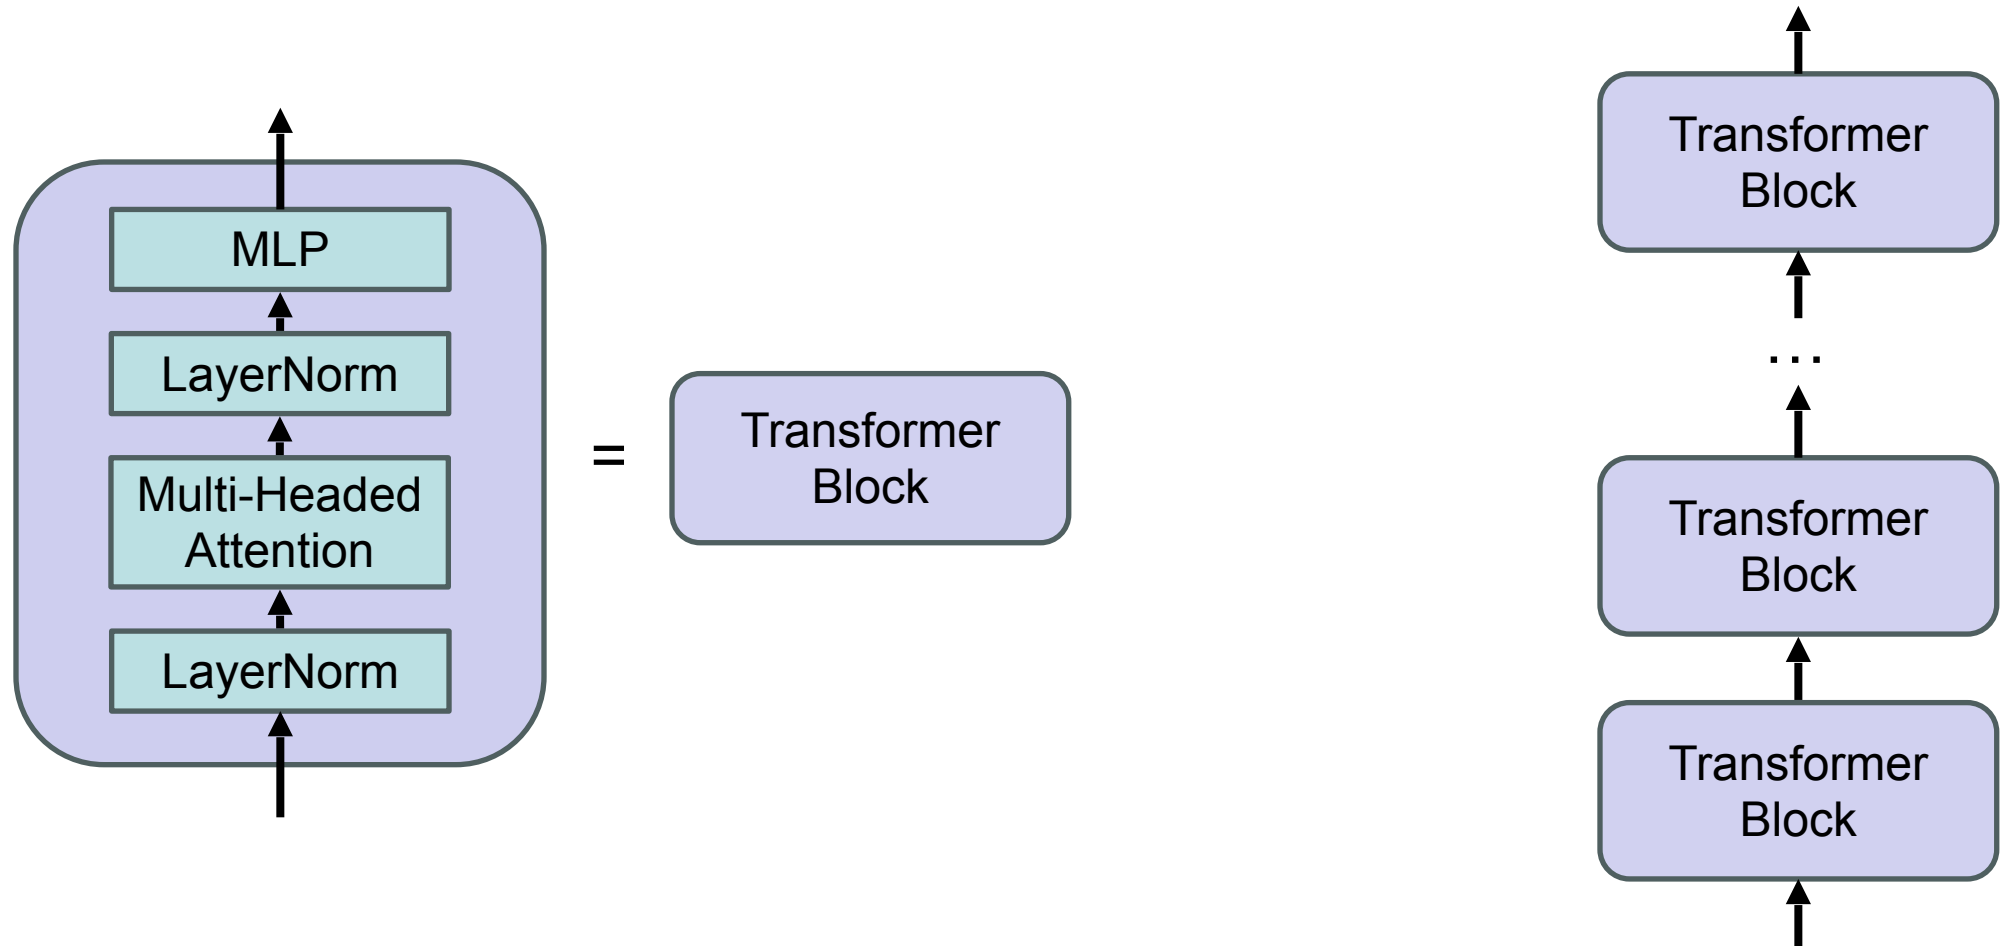 MLP
LayerNorm
Multi-Headed
Attention
LayerNorm
=
Transformer
Block
Transformer
Block
...
Transformer
Block
Transformer
Block